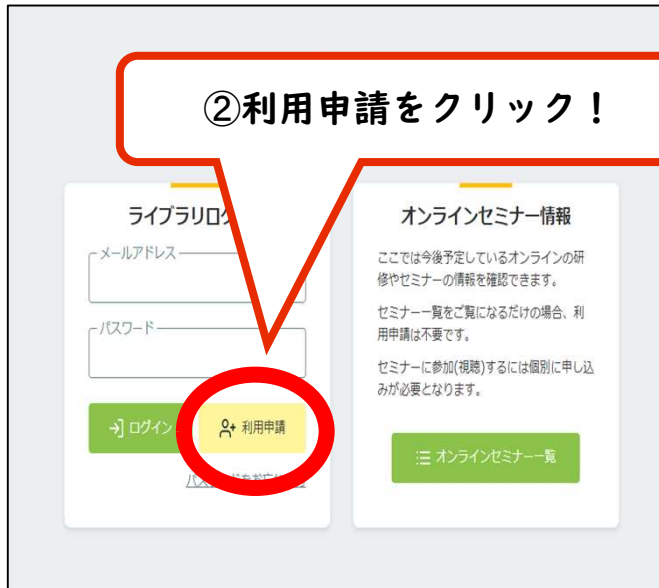 ②利用申請をクリック！
ライブラリログ
メールアドレス
パスワード
ログイン
利用申請
オンラインセミナー情報
ここでは今後予定しているオンラインの研
修やセミナーの情報を確認できます。
セミナー一覧をご覧になるだけの場合、利
用申請は不要です。
セミナーに参加(視聴)するには個別に申し込
みが必要となります。
オンラインセミナー一覧